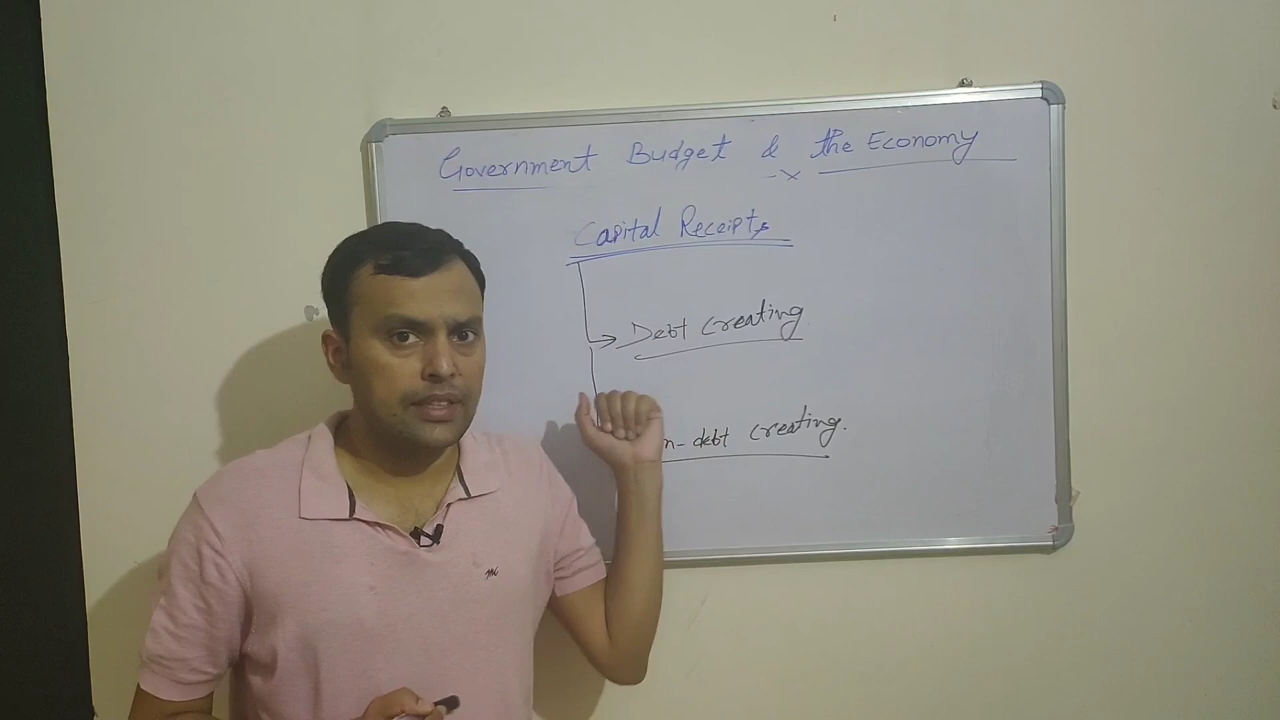 Government Budget & the Economy
Capital Receipts
Debt creating
n-debt creating.